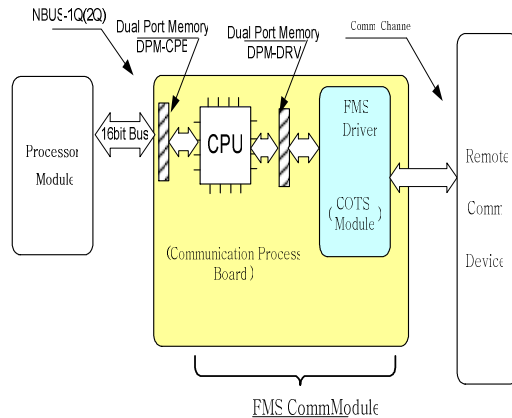 NBUS-1Q(2Q)
Dual Port Memory
DPM-CPE
Dual Port Memory
DPM-DRV
Comm Channe
Processor
Module
16bit Bus
CPU
FMS
Driver
(COTS
Module)
Remote
Comm
Device
(Communication Process
Board)
FMS CommModule